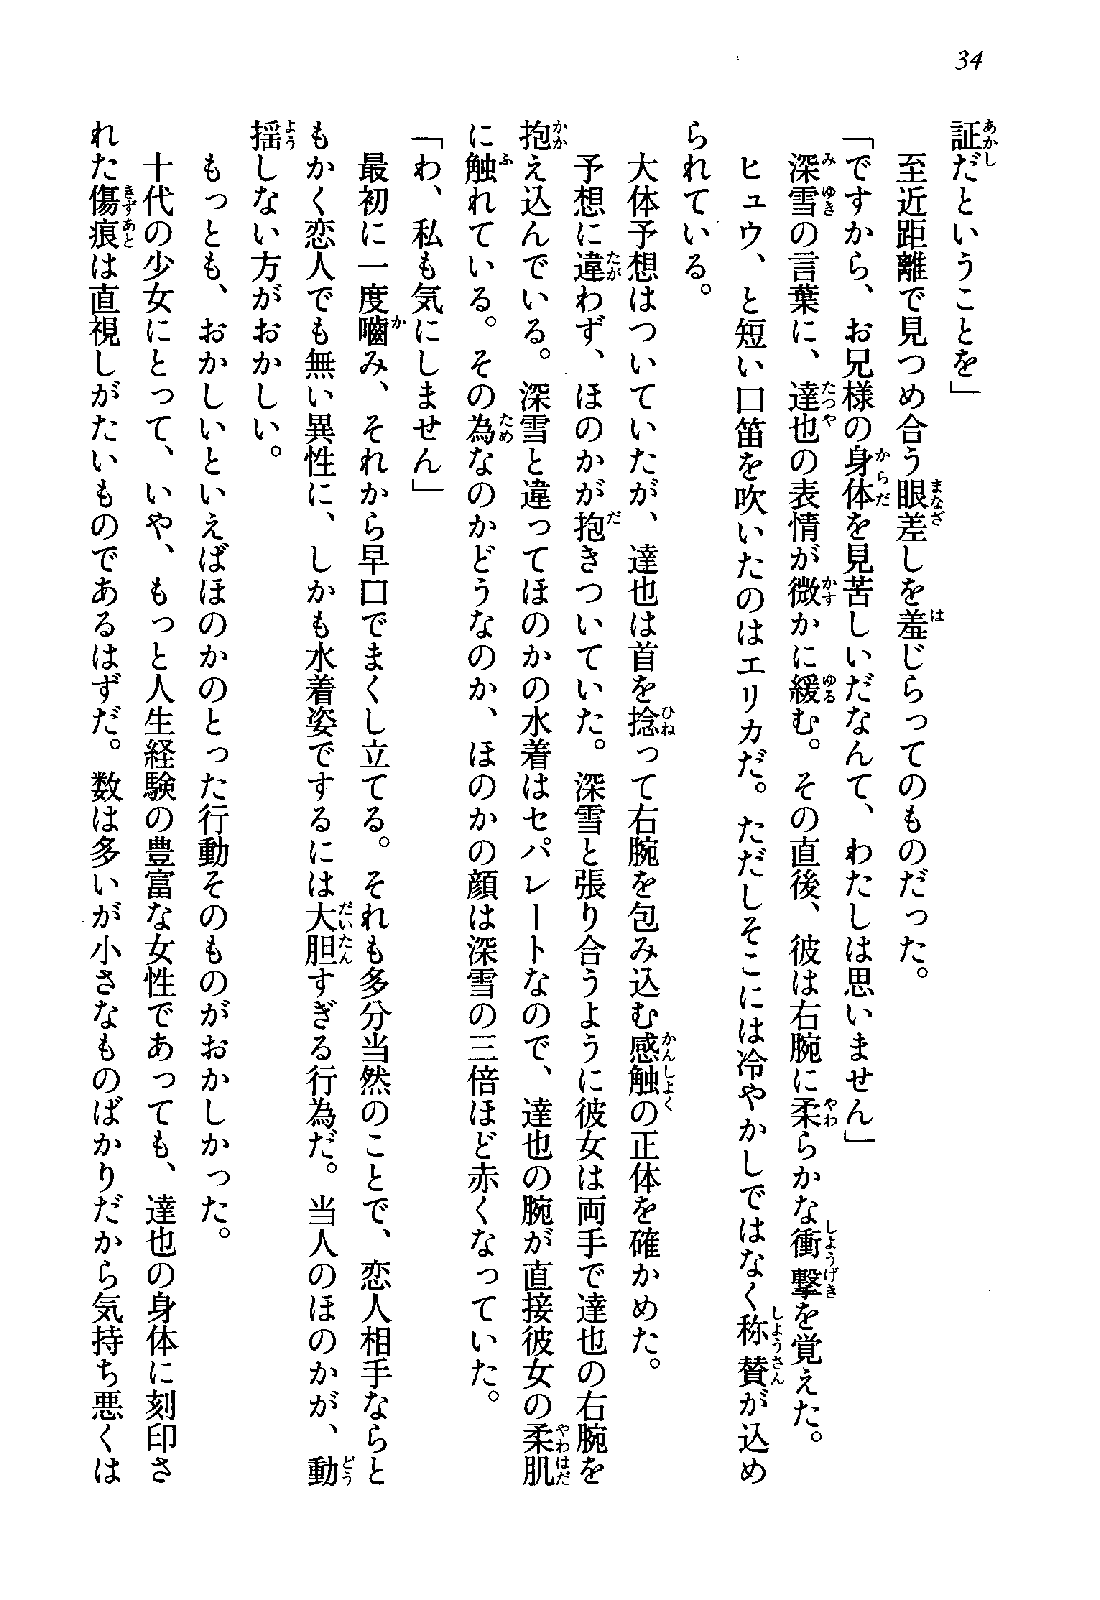 34
証だということを」
至近距離で見つめ合う眼差しを羞じらってのものだった。
「ですから、お兄様の身体を見苦しいだなんて、わたしは思いません」
深雪の言葉に、達也の表情が微かに緩む。その直後、彼は右腕に柔らかな衝撃を覚えた。
ヒュウ、と短い口笛を吹いたのはエリカだ。ただしそこには冷やかしではなく称賛が込め
られている。
大体予想はついていたが、達也は首を捻って右腕を包み込む感触の正体を確かめた。
予想に違わず、ほのかが抱きついていた。深雪と張り合うように彼女は両手で達也の右腕を
抱え込んでいる。深雪と違ってほのかの水着はセパレートなので、達也の腕が直接彼女の柔肌
に触れている。その為なのかどうなのか、ほのかの顔は深雪の三倍ほど赤くなっていた。
「わ、私も気にしません」
最初に一度嚙み、それから早口でまくし立てる。それも多分当然のことで、恋人相手ならと
もかく恋人でも無い異性に、しかも水着姿でするには大胆すぎる行為だ。当人のほのかが、動
揺しない方がおかしい。
もっとも、おかしいといえばほのかのとった行動そのものがおかしかった。
十代の少女にとって、いや、もっと人生経験の豊富な女性であっても、達也の身体に刻印さ
れた傷痕は直視しがたいものであるはずだ。数は多いが小さなものばかりだから気持ち悪くは